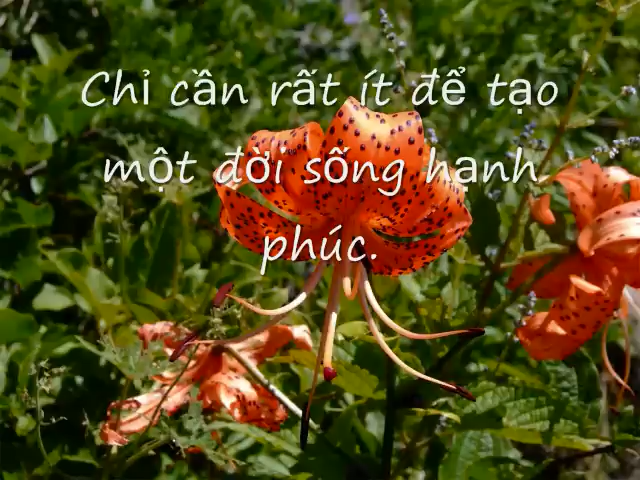 Chỉ cần rất ít để tạo
một đời sống hạnh
phúc.